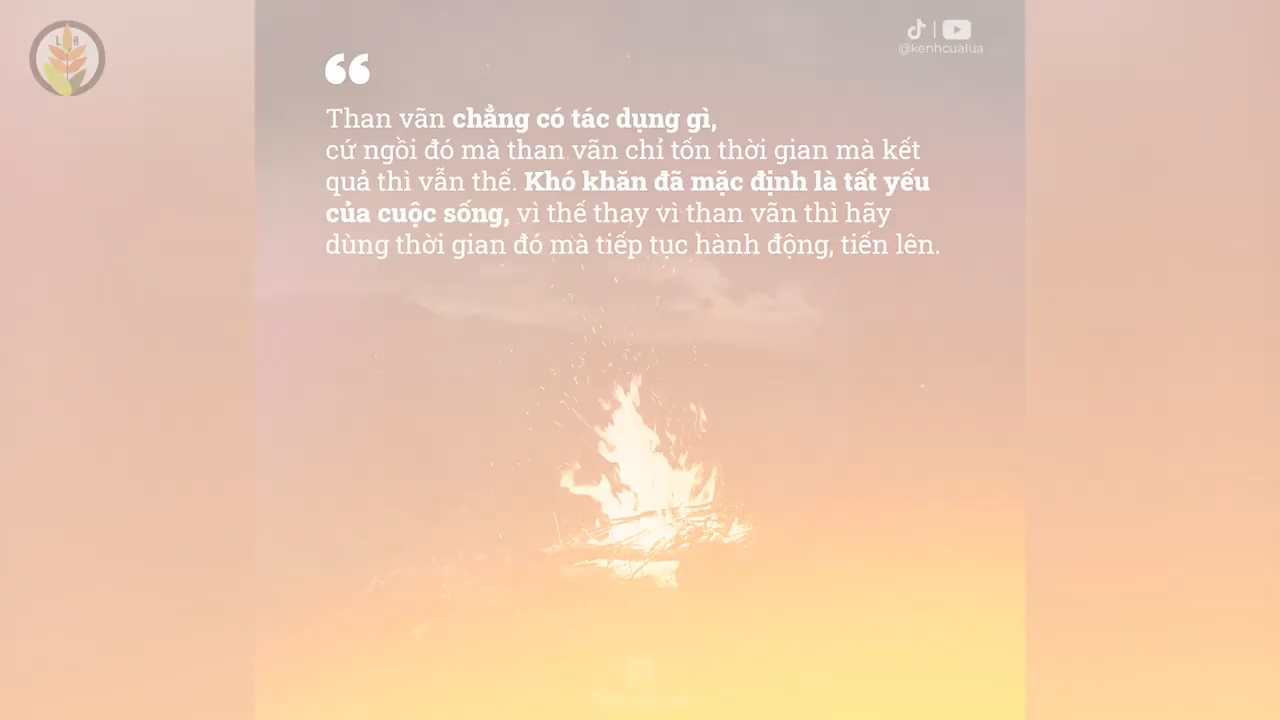 L A
@kenhcualua
Than vãn chẳng có tác dụng gì,
cứ ngồi đó mà than vãn chỉ tốn thời gian mà kết
quả thì vẫn thế. Khó khăn đã mặc định là tất yếu
của cuộc sống, vì thế thay vì than vãn thì hãy
dùng thời gian đó mà tiếp tục hành động, tiến lên.